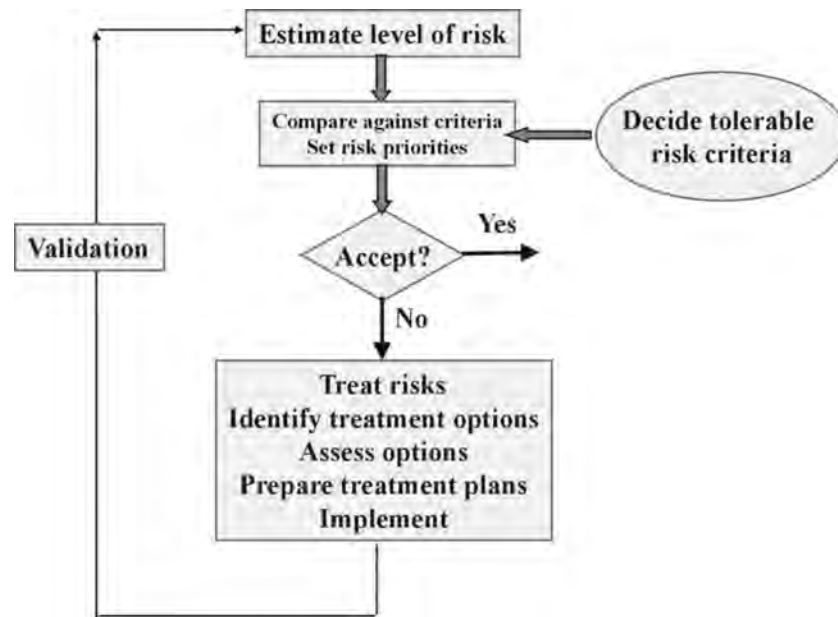 Estimate level of risk
Compare against criteria
Set risk priorities
Decide tolerable
risk criteria
Yes
Validation
Accept?
No
Treat risks
Identify treatment options
Assess options
Prepare treatment plans
Implement